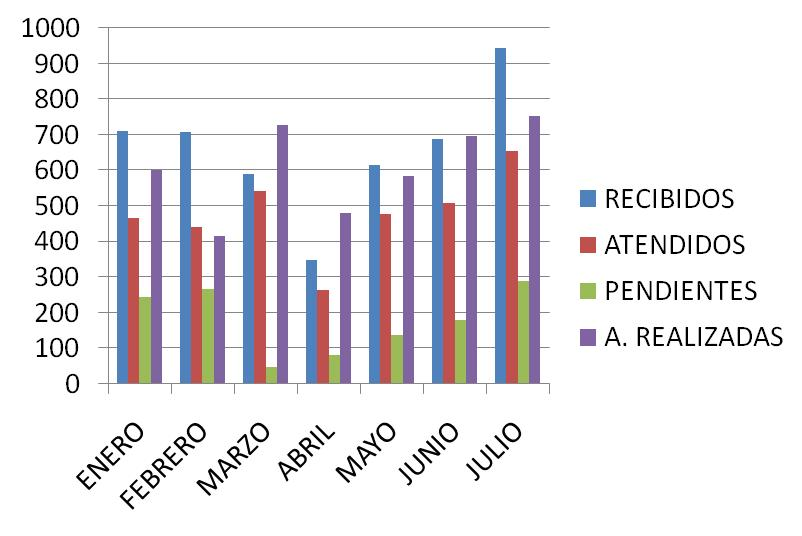 1000
900
800
700
600
500
400
300
200
100
0
ENERO
FEBRERO
MARZO
ABRIL
MAYO
JUNIO
JULIO
RECIBIDOS
ATENDIDOS
PENDIENTES
A. REALIZADAS